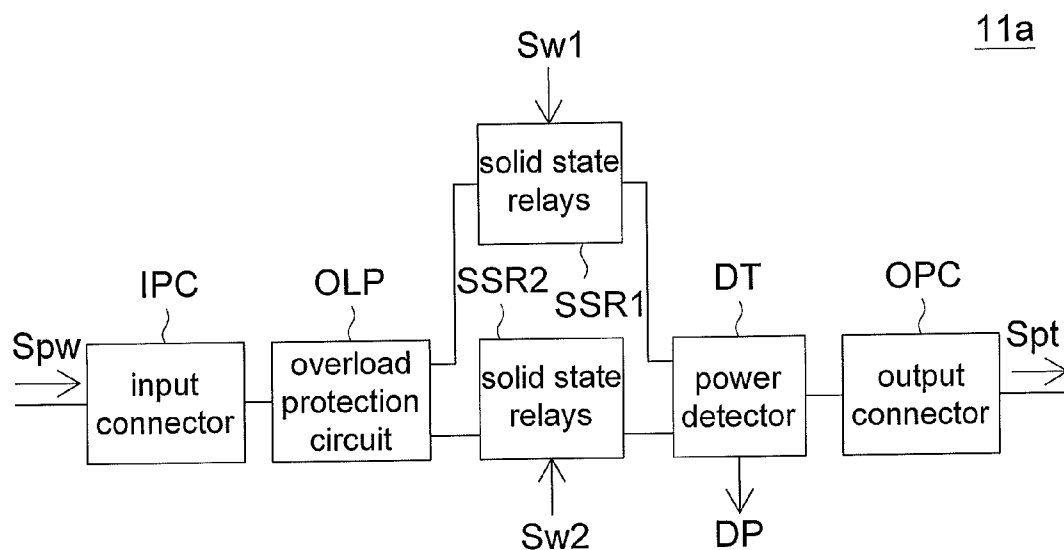 11a
Sw1
solid state
relays
IPC
OLP
SSR2
SSR1
DT
OPC
Spw
Spt
input
connector
overload
protection
circuit
solid state
relays
power
detector
output
connector
Sw2
DP